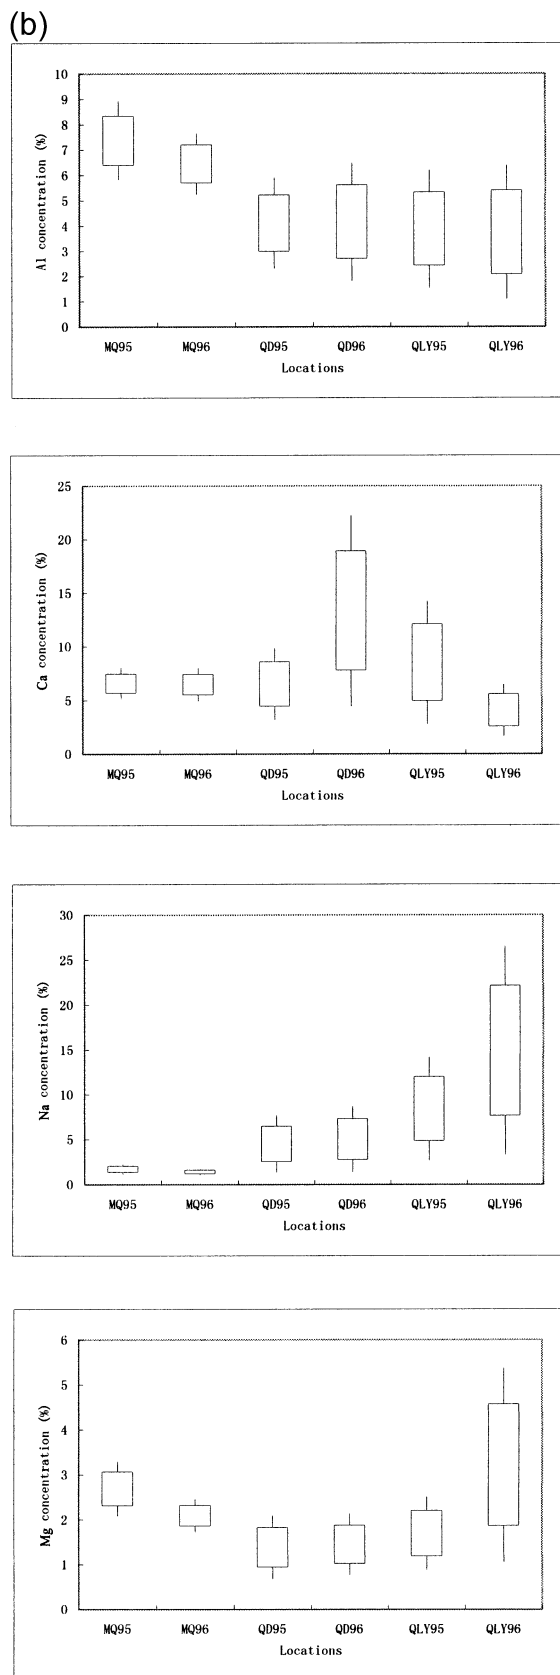 (b)
Al concentration (%)
10
9
8
7
6
5
4
3
2
1
0
MQ95 MQ96 QD95 QD96 QLY95 QLY96
Locations
Ca concentration (%)
25
20
15
10
5
0
MQ95 MQ96 QD95 QD96 QLY95 QLY96
Locations
Na concentration (%)
30
25
20
15
10
5
0
MQ95 MQ96 QD95 QD96 QLY95 QLY96
Locations
Mg concentration (%)
6
5
4
3
2
1
0
MQ95 MQ96 QD95 QD96 QLY95 QLY96
Locations